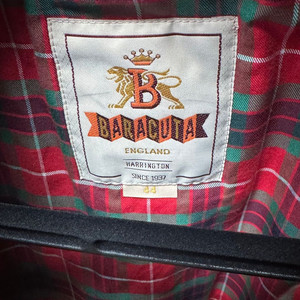 B
BARACUTA
ENGLAND
HARRINGTON
SINCE 1937
44